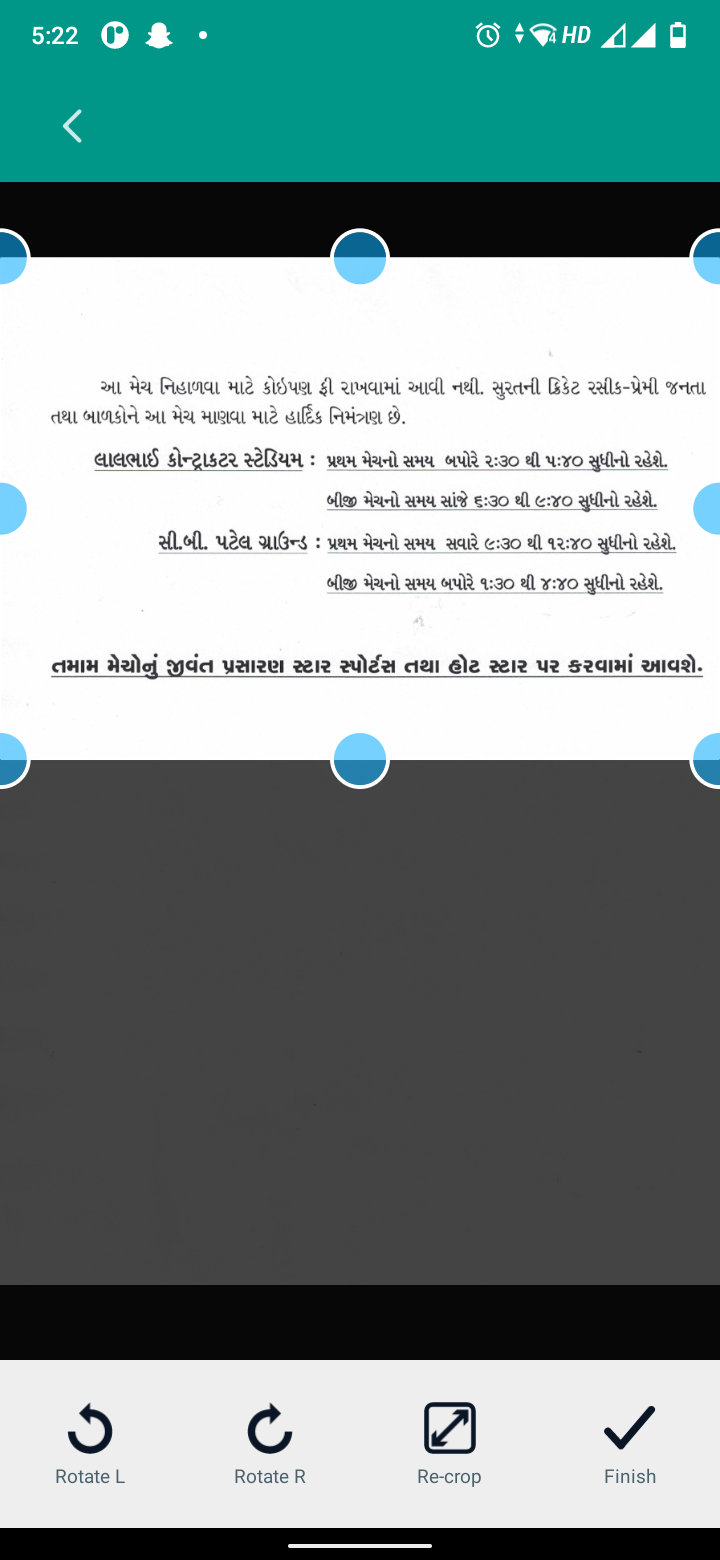 5:22
4 HD
આ મેચ નિહાળવા માટે કોઇપણ ફી રાખવામાં આવી નથી. સુરતની ક્રિકેટ રસીક-પ્રેમી જનતા
તથા બાળકોને આ મેચ માણવા માટે હાર્દિક નિમંત્રણ છે.
લાલભાઈ કોન્ટ્રાકટર સ્ટેડિયમ : પ્રથમ મેચનો સમય બપોરે ૨:૩૦ થી ૫:૪૦ સુધીનો રહેશે.
બીજી મેચનો સમય સાંજે ૬:૩૦ થી ૯:૪૦ સુધીનો રહેશે.
સી.બી. પટેલ ગ્રાઉન્ડ : પ્રથમ મેચનો સમય સવારે ૯:૩૦ થી ૧૨:૪૦ સુધીનો રહેશે.
બીજી મેચનો સમય બપોરે ૧:૩૦ થી ૪:૪૦ સુધીનો રહેશે.
તમામ મેચોનું જીવંત પ્રસારણ સ્ટાર સ્પોર્ટસ તથા હોટ સ્ટાર પર કરવામાં આવશે.
Rotate L Rotate R Re-crop Finish